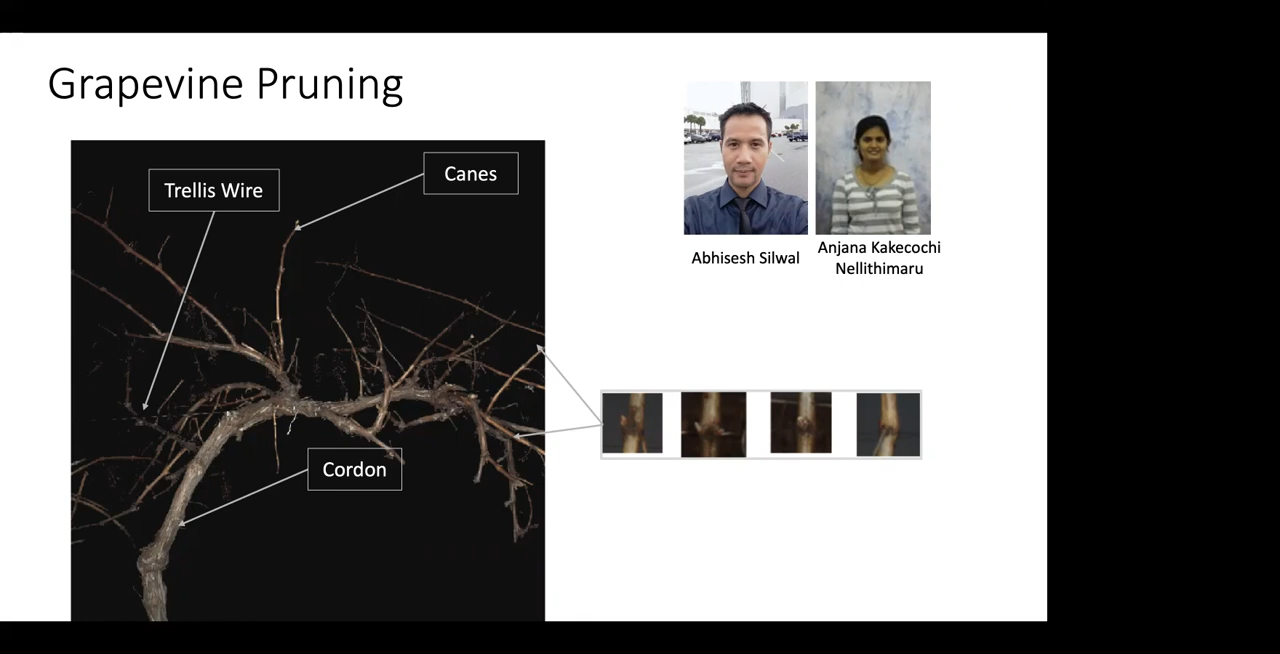 Grapevine Pruning
Trellis Wire
Canes
Cordon
Abhisesh Silwal
Anjana Kakecochi
Nellithimaru